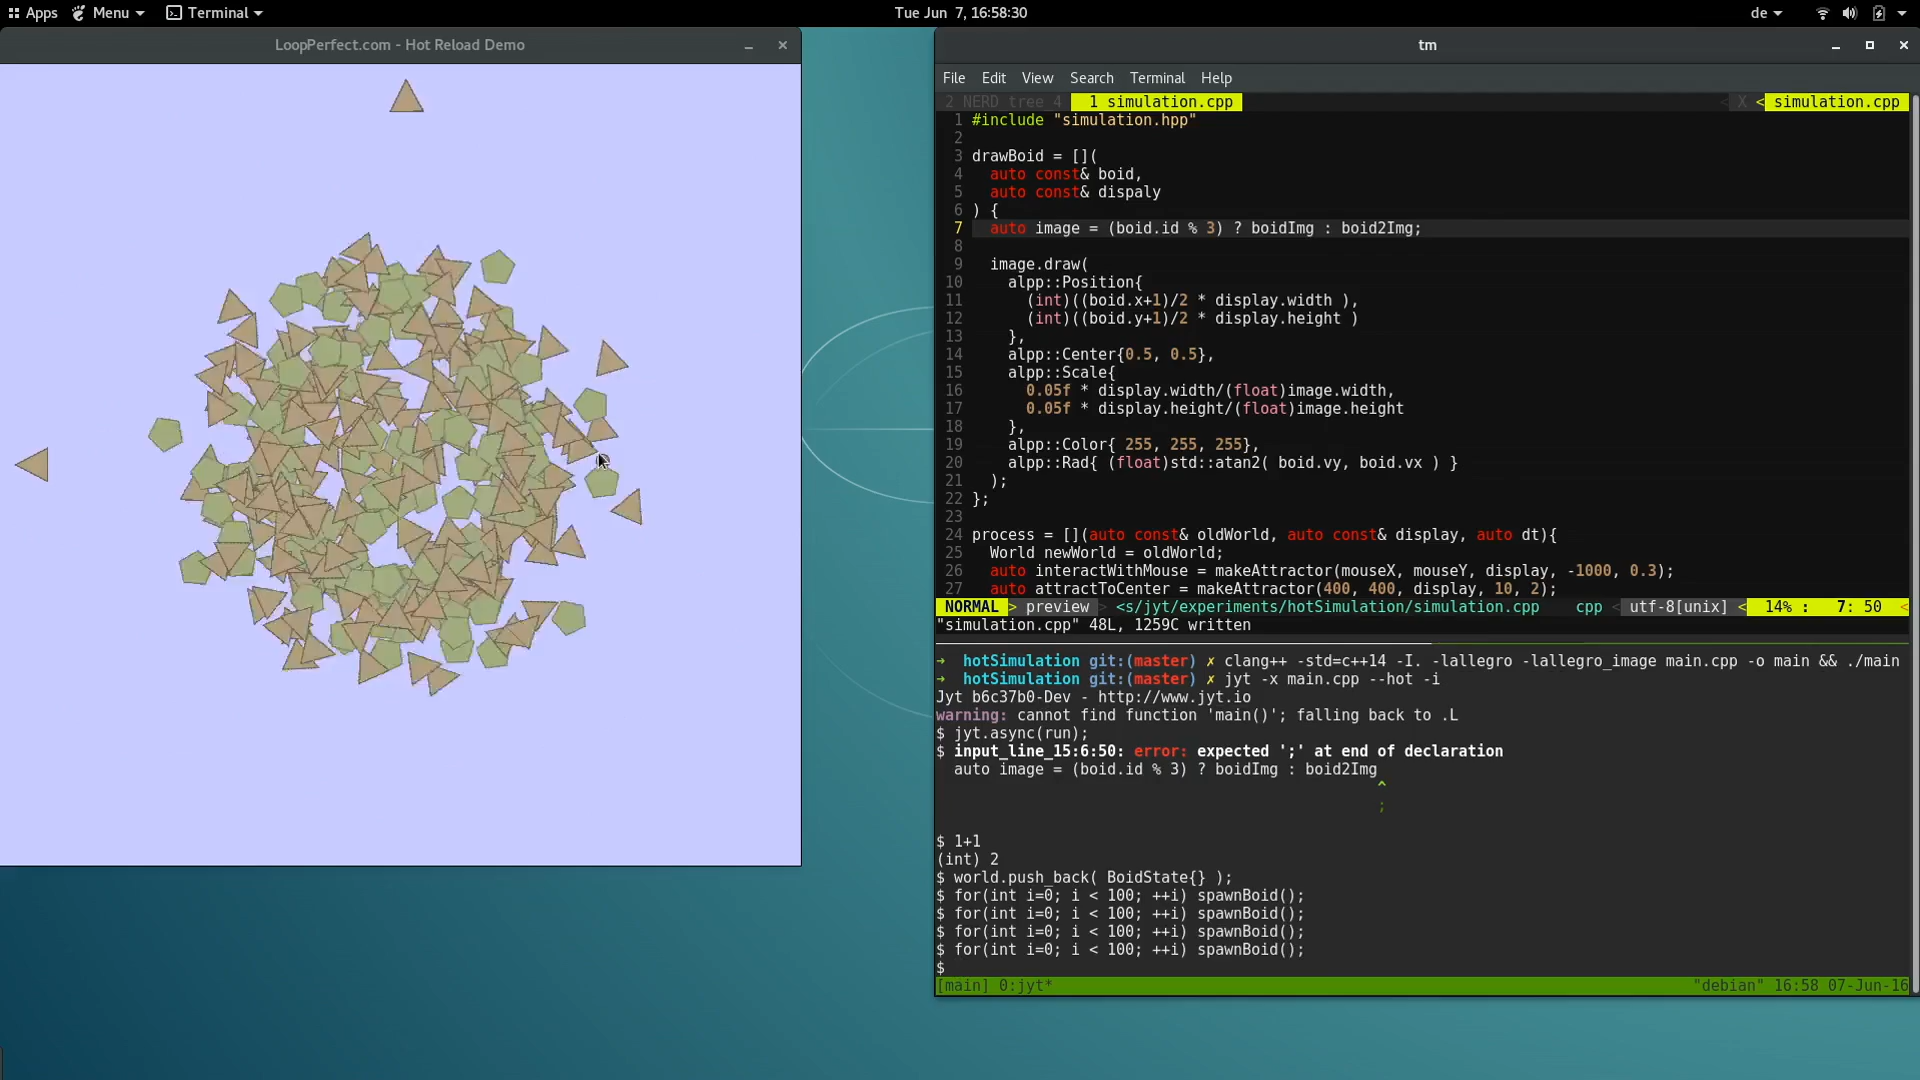 Apps Menu Terminal Tue Jun 7, 16:58:30 de
LoopPerfect.com - Hot Reload Demo
tm
File Edit View Search Terminal Help
2 NERD tree 4 1 simulation.cpp < X < simulation.cpp
1 #include "simulation.hpp"
2
3 drawBoid = [](
4 auto const& boid,
5 auto const& dispaly
6 ) {
7 auto image = (boid.id % 3) ? boidImg : boid2Img;
8
9 image.draw(
10 alpp::Position{
11 (int)((boid.x+1)/2 * display.width ),
12 (int)((boid.y+1)/2 * display.height )
13 },
14 alpp::Center{0.5, 0.5},
15 alpp::Scale{
16 0.05f * display.width/(float)image.width,
17 0.05f * display.height/(float)image.height
18 },
19 alpp::Color{ 255, 255, 255},
20 alpp::Rad{ (float)std::atan2( boid.vy, boid.vx ) }
21 );
22 };
23
24 process = [](auto const& oldWorld, auto const& display, auto dt){
25 World newWorld = oldWorld;
26 auto interactWithMouse = makeAttractor(mouseX, mouseY, display, -1000, 0.3);
27 auto attractToCenter = makeAttractor(400, 400, display, 10, 2);
NORMAL > preview > <s/jyt/experiments/hotSimulation/simulation.cpp cpp < utf-8[unix] < 14% : 7: 50 <
"simulation.cpp" 48L, 1259C written
→ hotSimulation git:(master) ✗ clang++ -std=c++14 -I. -lallegro -lallegro_image main.cpp -o main && ./main
→ hotSimulation git:(master) ✗ jyt -x main.cpp --hot -i
Jyt b6c37b0-Dev - http://www.jyt.io
warning: cannot find function 'main()'; falling back to .L
$ jyt.async(run);
$ input_line_15:6:50: error: expected ';' at end of declaration
auto image = (boid.id % 3) ? boidImg : boid2Img
^
;
$ 1+1
(int) 2
$ world.push_back( BoidState{} );
$ for(int i=0; i < 100; ++i) spawnBoid();
$ for(int i=0; i < 100; ++i) spawnBoid();
$ for(int i=0; i < 100; ++i) spawnBoid();
$ for(int i=0; i < 100; ++i) spawnBoid();
$
[main] 0:jyt* "debian" 16:58 07-Jun-16